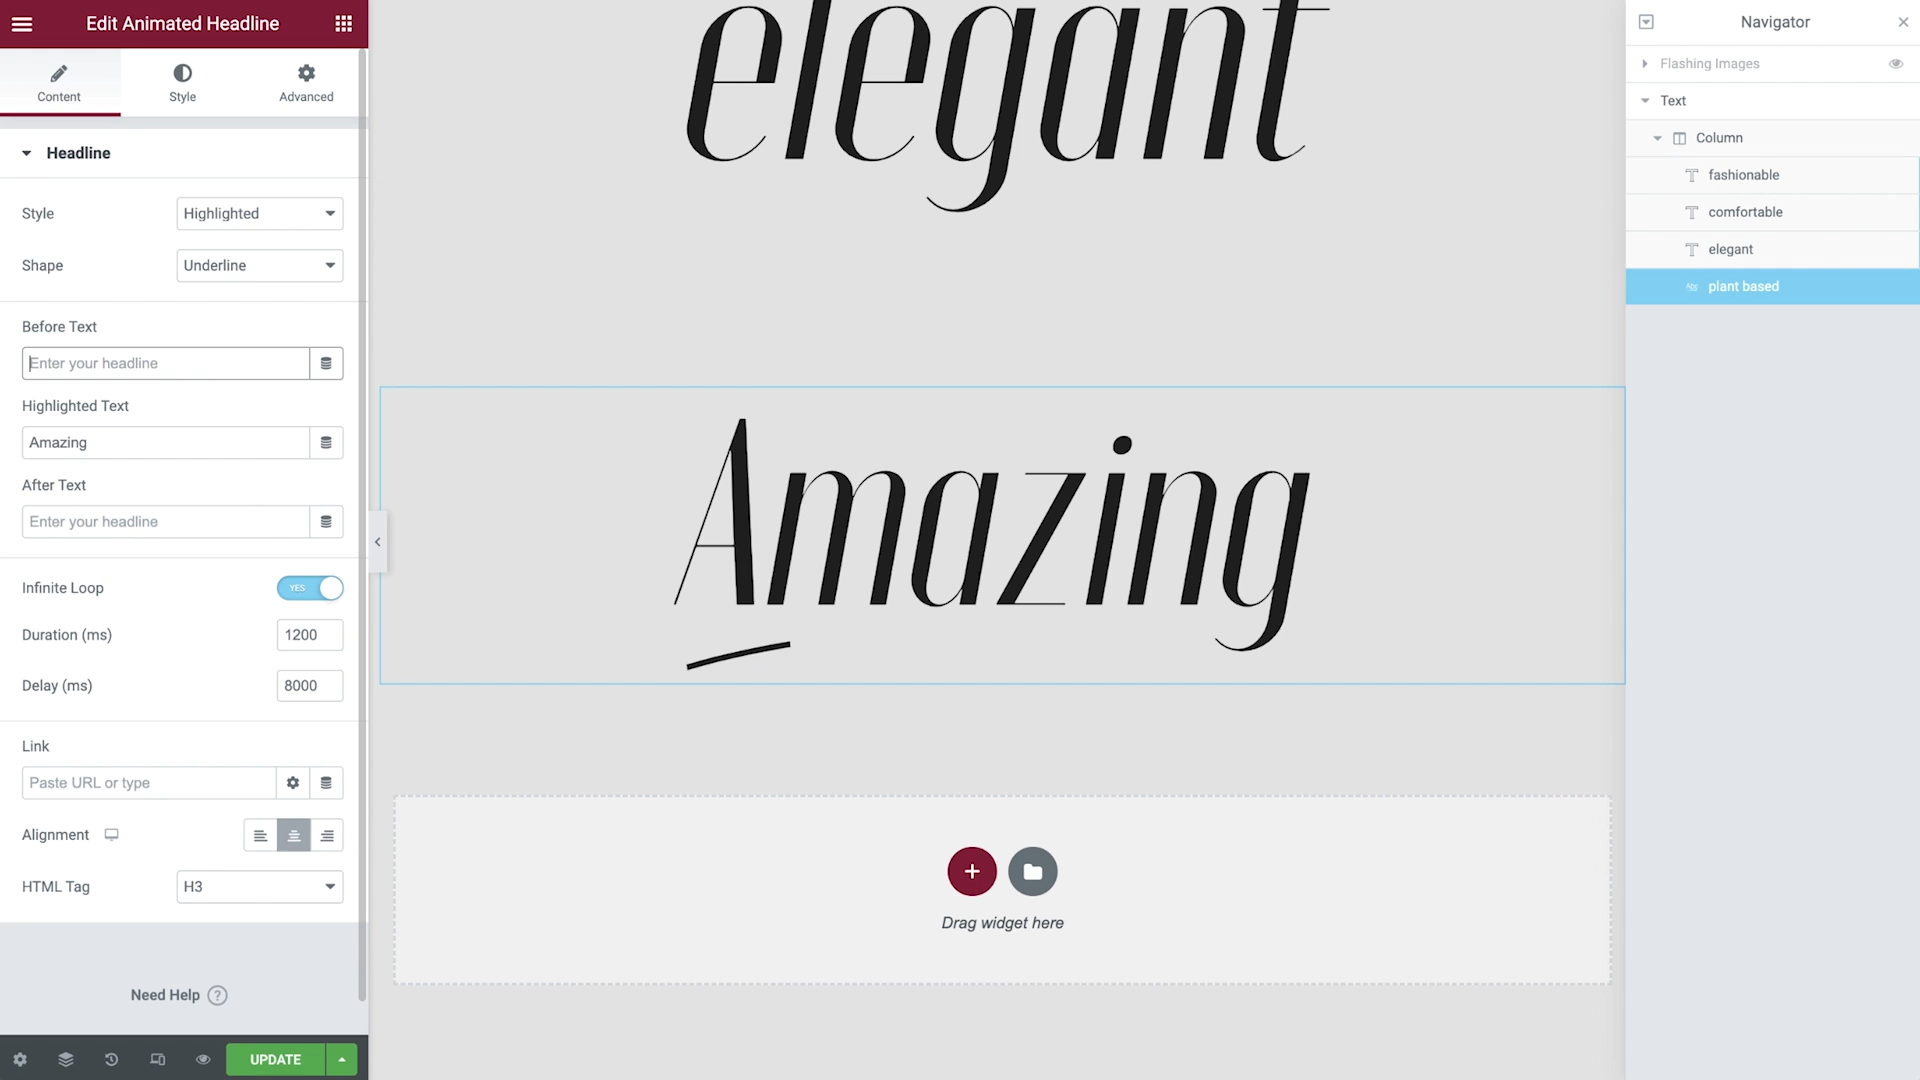 Edit Animated Headline
Content
Style
Advanced
Headline
Style
Highlighted
Shape
Underline
Before Text
Enter your headline
Highlighted Text
Amazing
After Text
Enter your headline
Infinite Loop
YES
Duration (ms)
1200
Delay (ms)
8000
Link
Paste URL or type
Alignment
HTML Tag
H3
Need Help ?
UPDATE
elegant
Amazing
Drag widget here
Navigator
Flashing Images
Text
Column
fashionable
comfortable
elegant
plant based